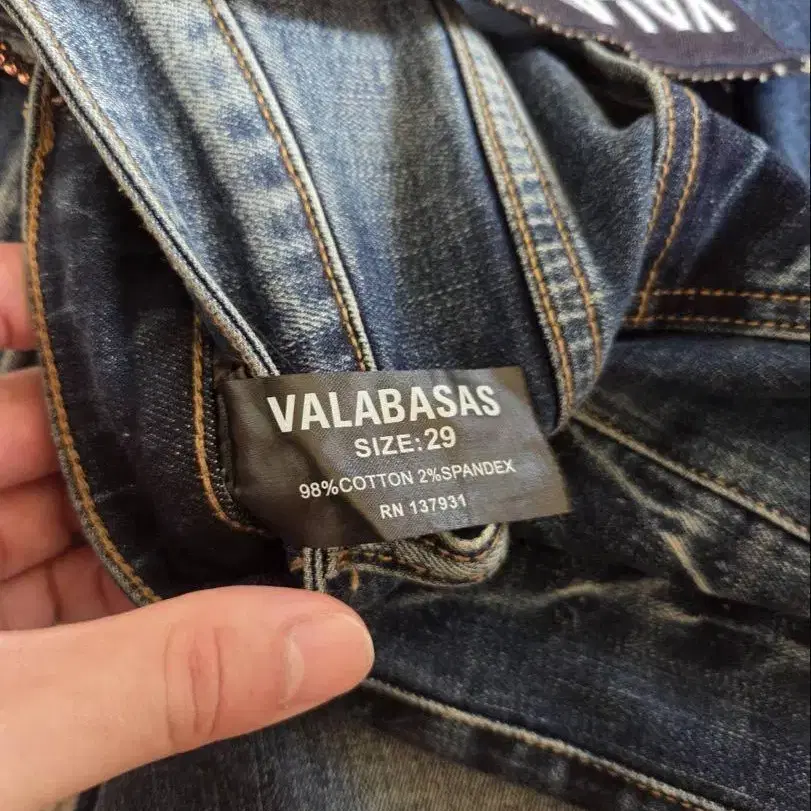 VALABASAS
SIZE:29
98%COTTON 2%SPANDEX
RN 137931